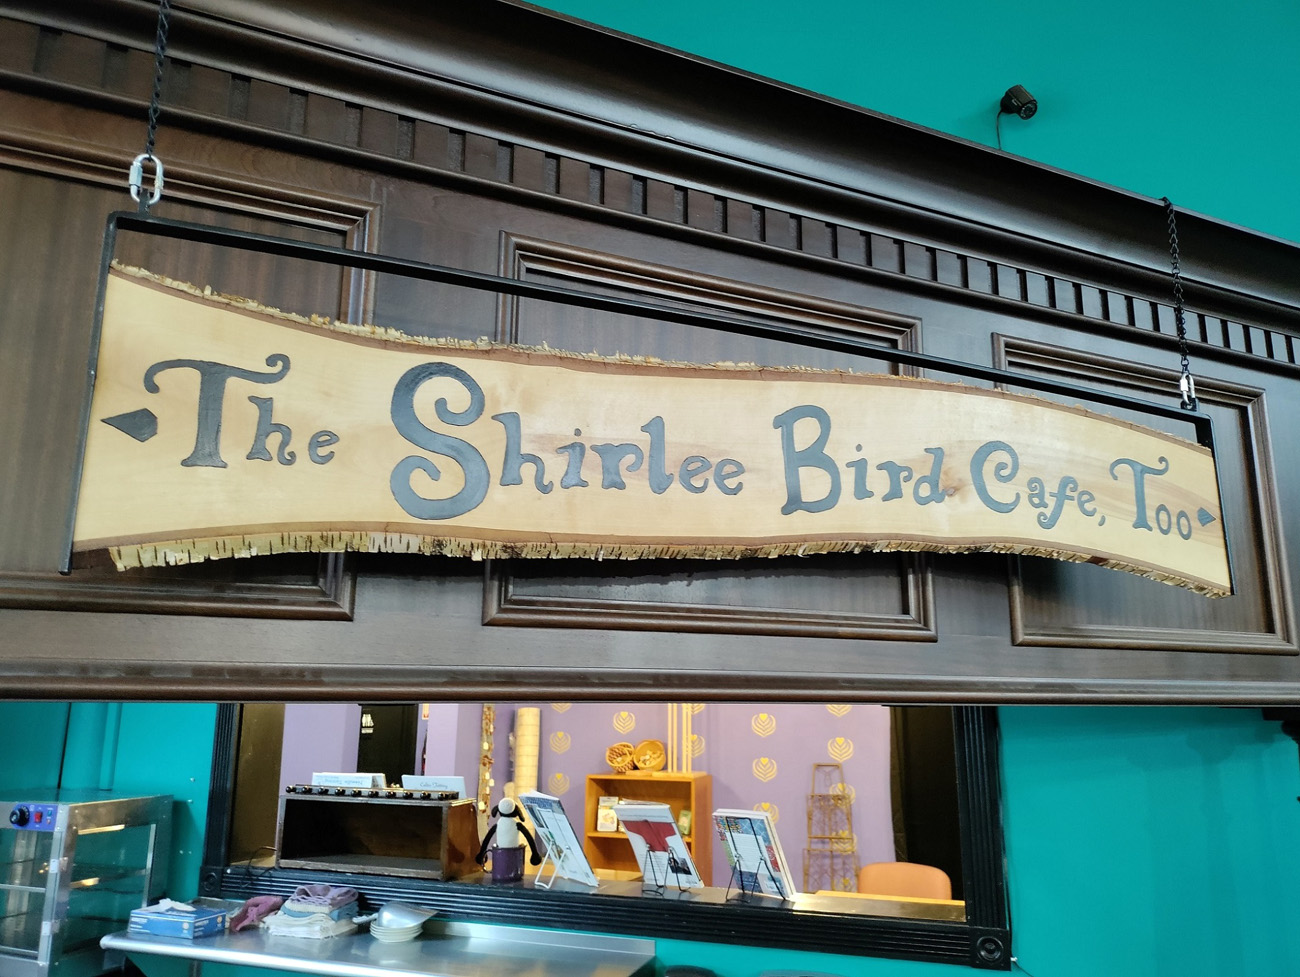 The Shirlee Bird Cafe, Too